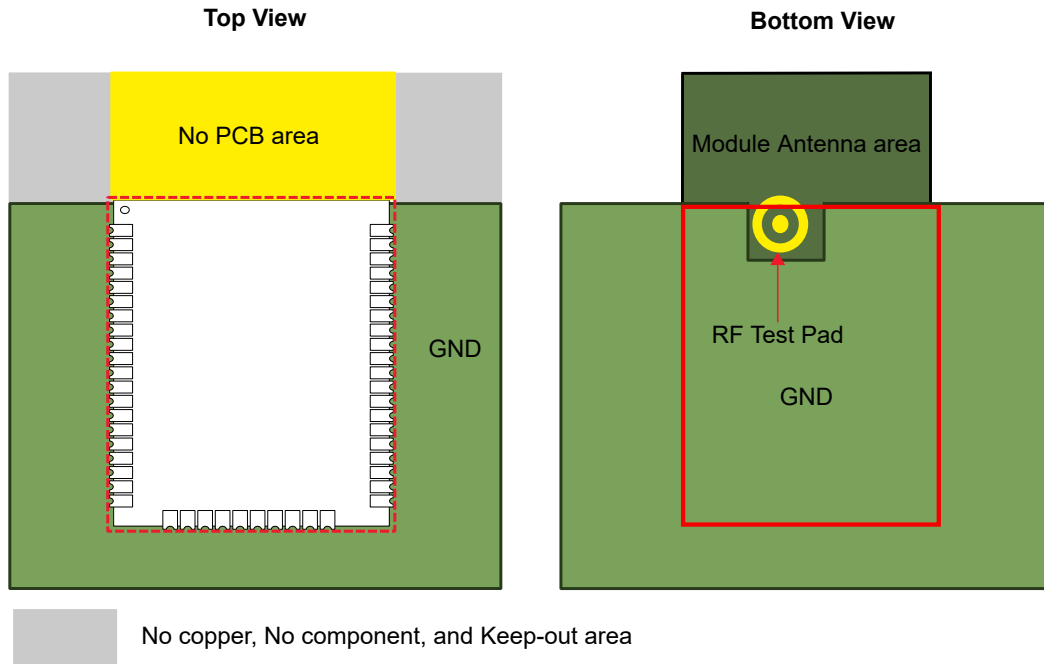 Top View
Bottom View
No PCB area
Module Antenna area
RF Test Pad
GND
GND
No copper, No component, and Keep-out area